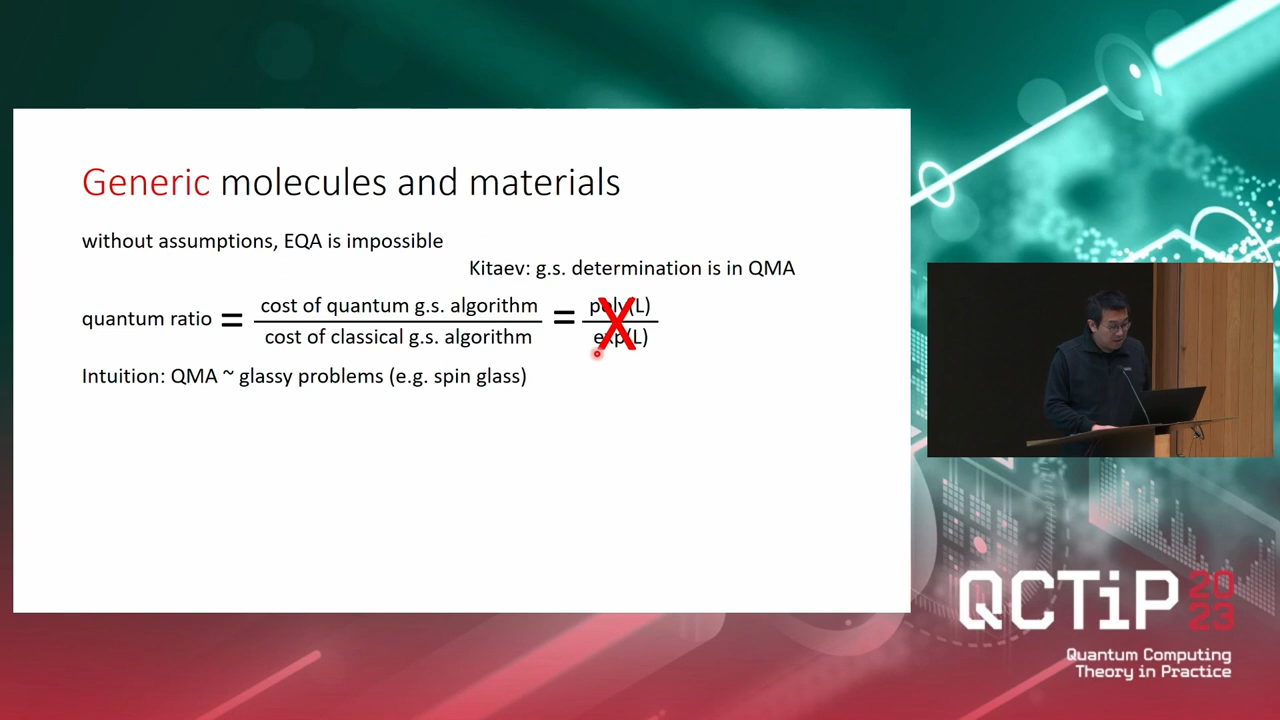 Generic molecules and materials
without assumptions, EQA is impossible
Kitaev: g.s. determination is in QMA
quantum ratio = cost of quantum g.s. algorithm = poly(L)
cost of classical g.s. algorithm exp(L)
Intuition: QMA ~ glassy problems (e.g. spin glass)
QCTiP 20
23
Quantum Computing
Theory in Practice